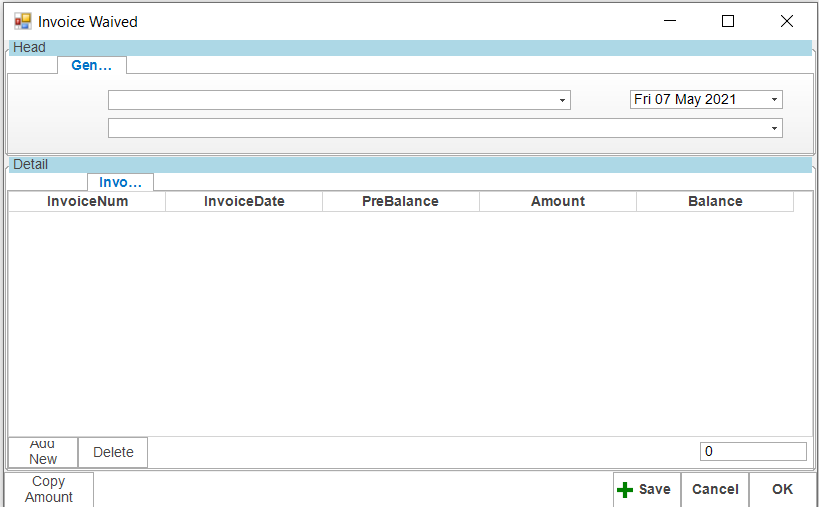 Invoice Waived
Head
Gen...
Fri 07 May 2021
Detail
Invo...
InvoiceNum InvoiceDate PreBalance Amount Balance
Add
New
Delete
0
Copy
Amount
Save
Cancel
OK